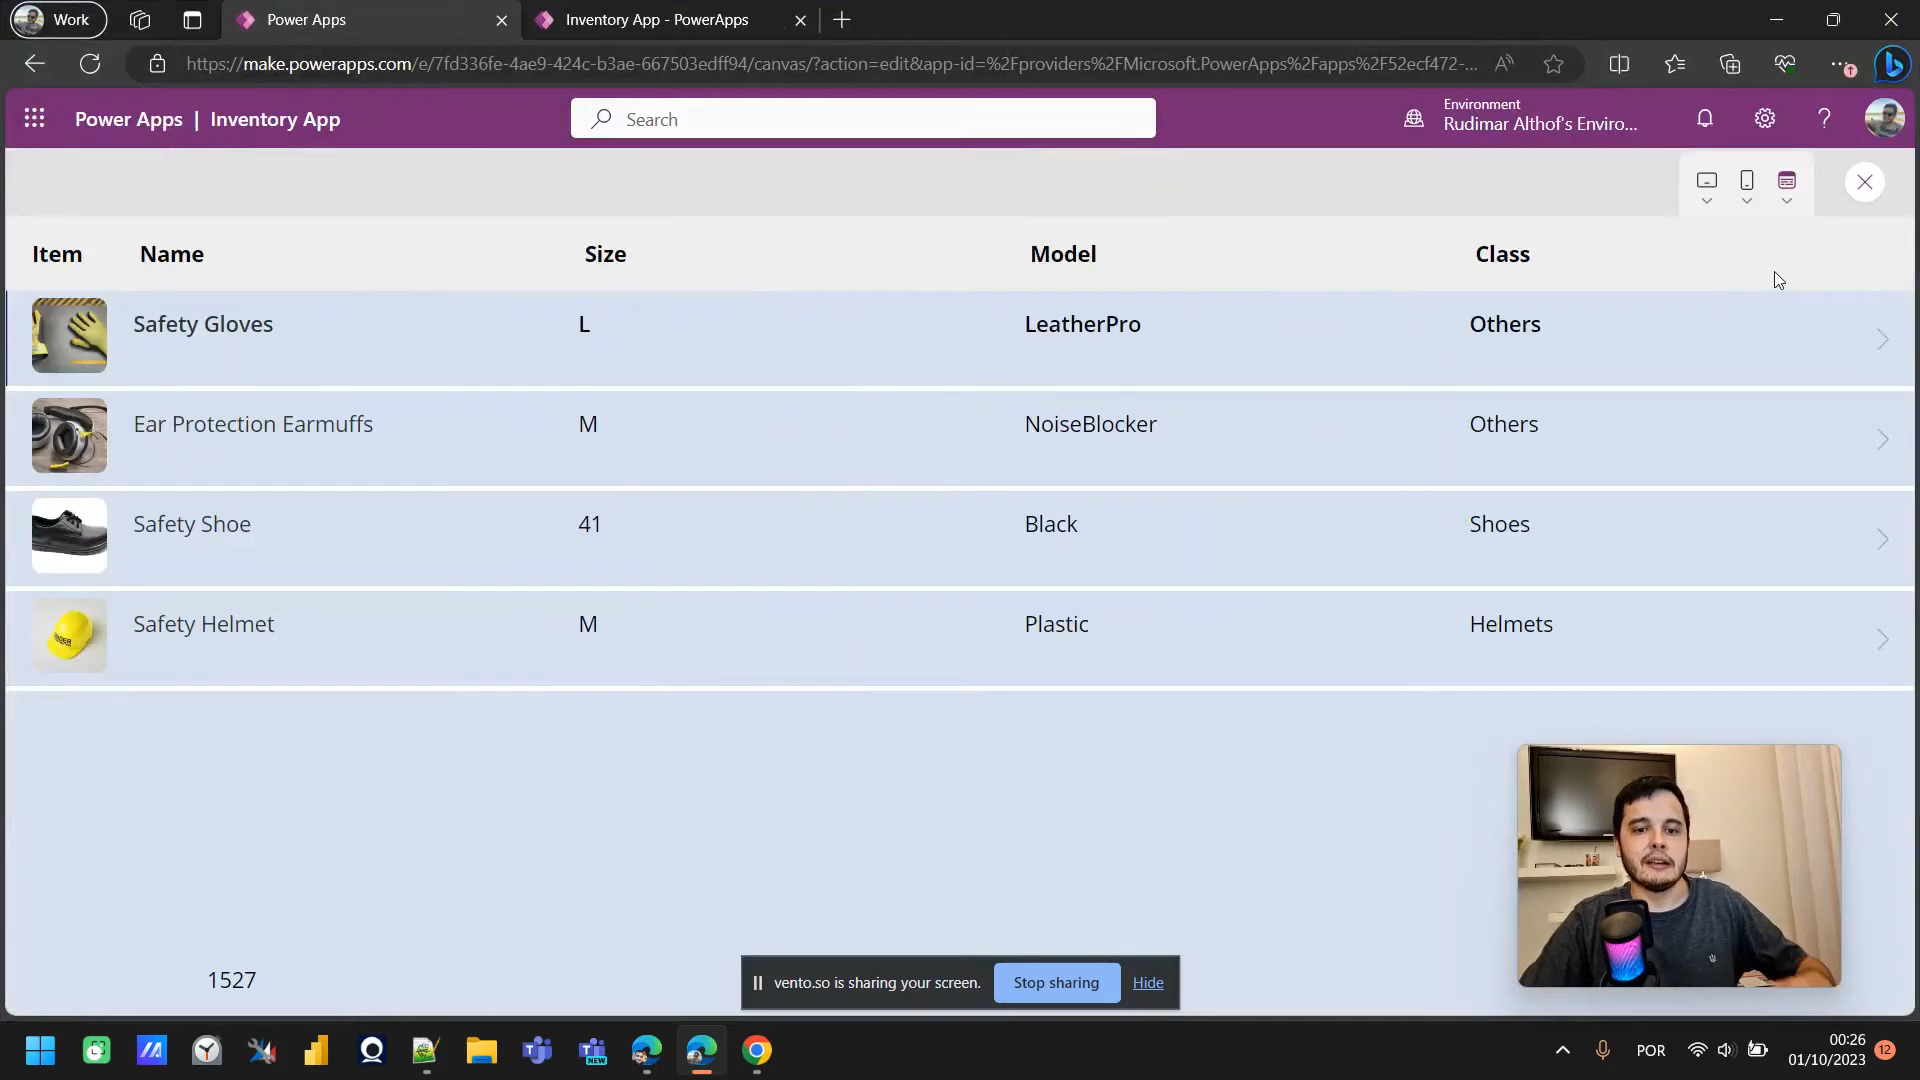 Work
Power Apps
Inventory App - PowerApps
https://make.powerapps.com/e/7fd336fe-4ae9-424c-b3ae-667503edff94/canvas/?action=edit&app-id=%2Fproviders%2FMicrosoft.PowerApps%2Fapps%2F52ecf472-...
Power Apps | Inventory App
Search
Environment
Rudimar Althof's Enviro...
Item Name Size Model Class
Safety Gloves L LeatherPro Others
Ear Protection Earmuffs M NoiseBlocker Others
Safety Shoe 41 Black Shoes
Safety Helmet M Plastic Helmets
1527
vento.so is sharing your screen. Stop sharing Hide
NEW
POR
00:26
01/10/2023
12